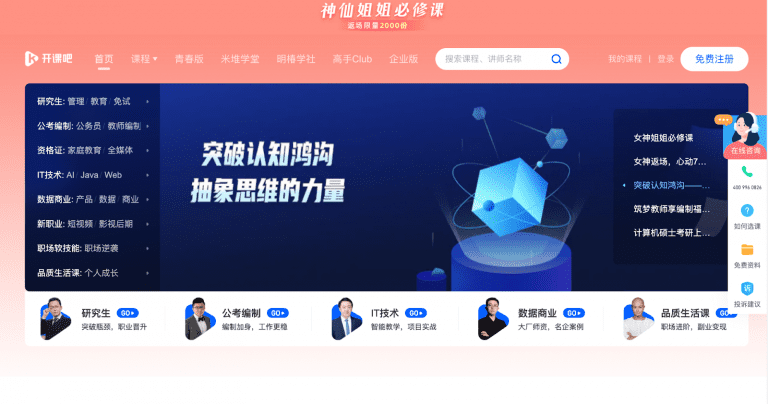 神仙姐姐必修课
返场限量2000份
开课吧
首页 课程 青春版 米堆学堂 明椿学社 高手Club 企业版
搜索课程、讲师名称
我的课程 | 登录
免费注册
研究生: 管理 / 教育 / 免试
公考编制: 公务员 / 教师编制
资格证: 家庭教育 / 全媒体
IT技术: AI / Java / Web
数据商业: 产品 / 数据 / 商业
新职业: 短视频 / 影视后期
职场软技能: 职场逆袭
品质生活课: 个人成长
突破认知鸿沟
抽象思维的力量
女神姐姐必修课
女神返场，心动7...
突破认知鸿沟——...
筑梦教师享编制福...
计算机硕士考研上...
在线咨询
400 996 0826
如何选课
免费资料
诉
投诉建议
研究生 GO
突破瓶颈，职业晋升
公考编制 GO
编制加身，工作更稳
IT技术 GO
智能教学，项目实战
数据商业 GO
大厂师资，名企案例
品质生活课 GO
职场进阶，副业变现